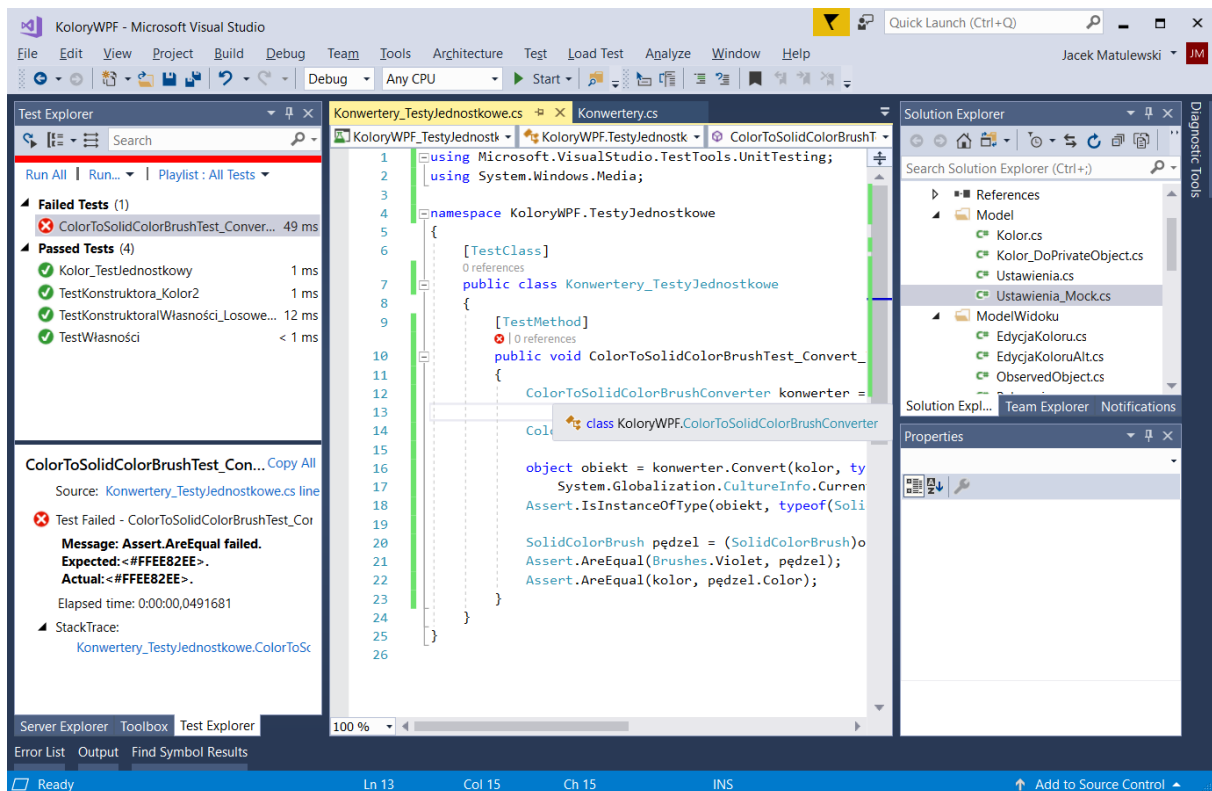 KoloryWPF - Microsoft Visual Studio
Quick Launch (Ctrl+Q)
File Edit View Project Build Debug Team Tools Architecture Test Load Test Analyze Window Help
Jacek Matulewski JM
Debug Any CPU Start
Test Explorer
Search
Run All | Run... | Playlist : All Tests
Failed Tests (1)
ColorToSolidColorBrushTest_Conver... 49 ms
Passed Tests (4)
Kolor_TestJednostkowy 1 ms
TestKonstruktora_Kolor2 1 ms
TestKonstruktoraIWłasności_Losowe... 12 ms
TestWłasności < 1 ms
ColorToSolidColorBrushTest_Con... Copy All
Source: Konwertery_TestyJednostkowe.cs line
Test Failed - ColorToSolidColorBrushTest_Cor
Message: Assert.AreEqual failed.
Expected:<#FFEE82EE>.
Actual:<#FFEE82EE>.
Elapsed time: 0:00:00,0491681
StackTrace:
Konwertery_TestyJednostkowe.ColorToSc
Server Explorer Toolbox Test Explorer
Konwertery_TestyJednostkowe.cs Konwertery.cs
KoloryWPF_TestyJednostk KoloryWPF.TestyJednostk ColorToSolidColorBrushT
1 using Microsoft.VisualStudio.TestTools.UnitTesting;
2 using System.Windows.Media;
3
4 namespace KoloryWPF.TestyJednostkowe
5 {
6 [TestClass]
0 references
7 public class Konwertery_TestyJednostkowe
8 {
9 [TestMethod]
| 0 references
10 public void ColorToSolidColorBrushTest_Convert_
11 {
12 ColorToSolidColorBrushConverter konwerter =
13
class KoloryWPF.ColorToSolidColorBrushConverter
14 Colo
15
16 object obiekt = konwerter.Convert(kolor, ty
17 System.Globalization.CultureInfo.Curren
18 Assert.IsInstanceOfType(obiekt, typeof(Soli
19
20 SolidColorBrush pędzel = (SolidColorBrush)o
21 Assert.AreEqual(Brushes.Violet, pędzel);
22 Assert.AreEqual(kolor, pędzel.Color);
23 }
24 }
25 }
26
100 %
Solution Explorer
Search Solution Explorer (Ctrl+;)
References
Model
Kolor.cs
Kolor_DoPrivateObject.cs
Ustawienia.cs
Ustawienia_Mock.cs
ModelWidoku
EdycjaKoloru.cs
EdycjaKoloruAlt.cs
ObservedObject.cs
Solution Expl... Team Explorer Notifications
Properties
Diagnostic Tools
Error List Output Find Symbol Results
Ready Ln 13 Col 15 Ch 15 INS Add to Source Control